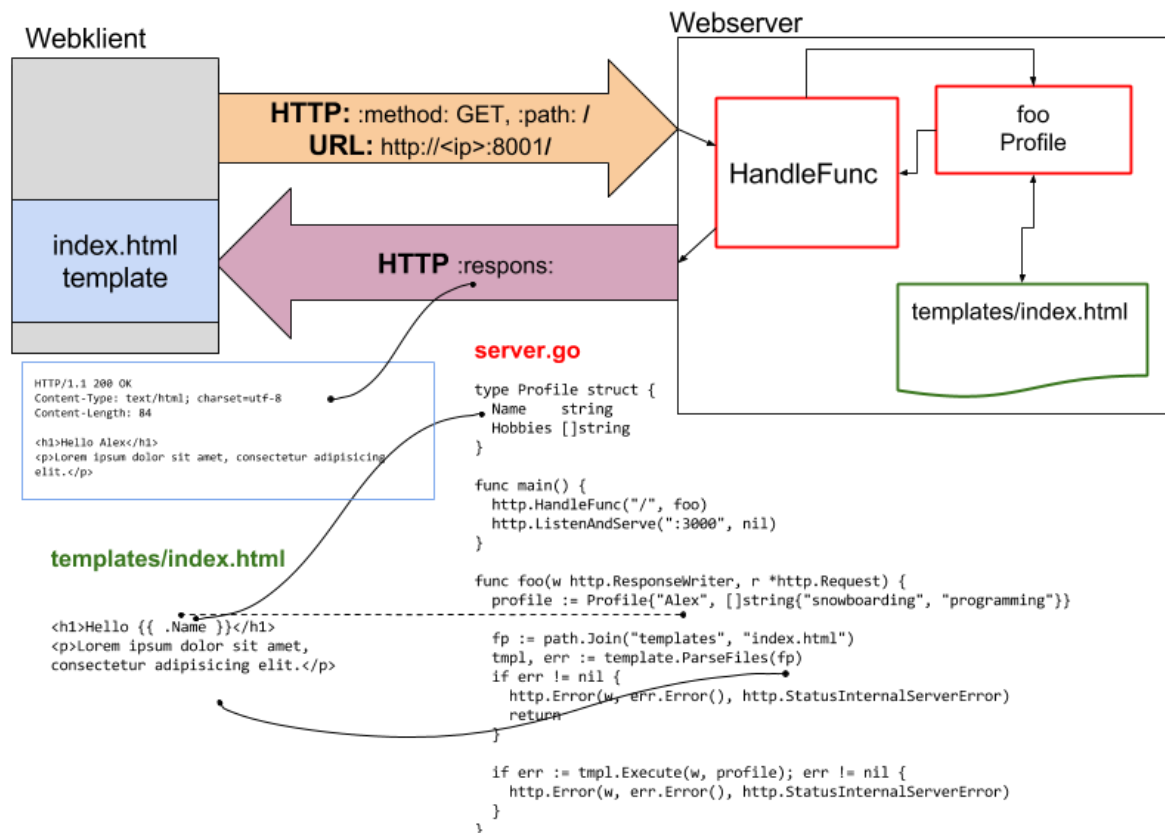 Webklient
Webserver
HTTP: :method: GET, :path: /
URL: http://<ip>:8001/
HandleFunc
foo
Profile
index.html
template
HTTP :respons:
templates/index.html
HTTP/1.1 200 OK
Content-Type: text/html; charset=utf-8
Content-Length: 84
<h1>Hello Alex</h1>
<p>Lorem ipsum dolor sit amet, consectetur adipisicing
elit.</p>
server.go
type Profile struct {
  Name    string
  Hobbies []string
}
func main() {
  http.HandleFunc("/", foo)
  http.ListenAndServe(":3000", nil)
}
func foo(w http.ResponseWriter, r *http.Request) {
  profile := Profile{"Alex", []string{"snowboarding", "programming"}}
  fp := path.Join("templates", "index.html")
  tmpl, err := template.ParseFiles(fp)
  if err != nil {
    http.Error(w, err.Error(), http.StatusInternalServerError)
    return
  }
  if err := tmpl.Execute(w, profile); err != nil {
    http.Error(w, err.Error(), http.StatusInternalServerError)
  }
}
templates/index.html
<h1>Hello {{ .Name }}</h1>
<p>Lorem ipsum dolor sit amet,
consectetur adipisicing elit.</p>